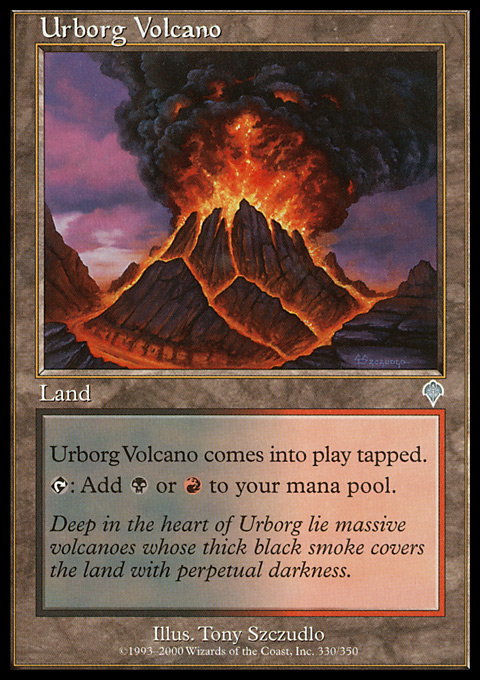 Urborg Volcano
Szczudlo
Land
Urborg Volcano comes into play tapped.
: Add or to your mana pool.
Deep in the heart of Urborg lie massive
volcanoes whose thick black smoke covers
the land with perpetual darkness.
Illus. Tony Szczudlo
©1993–2000 Wizards of the Coast, Inc. 330/350